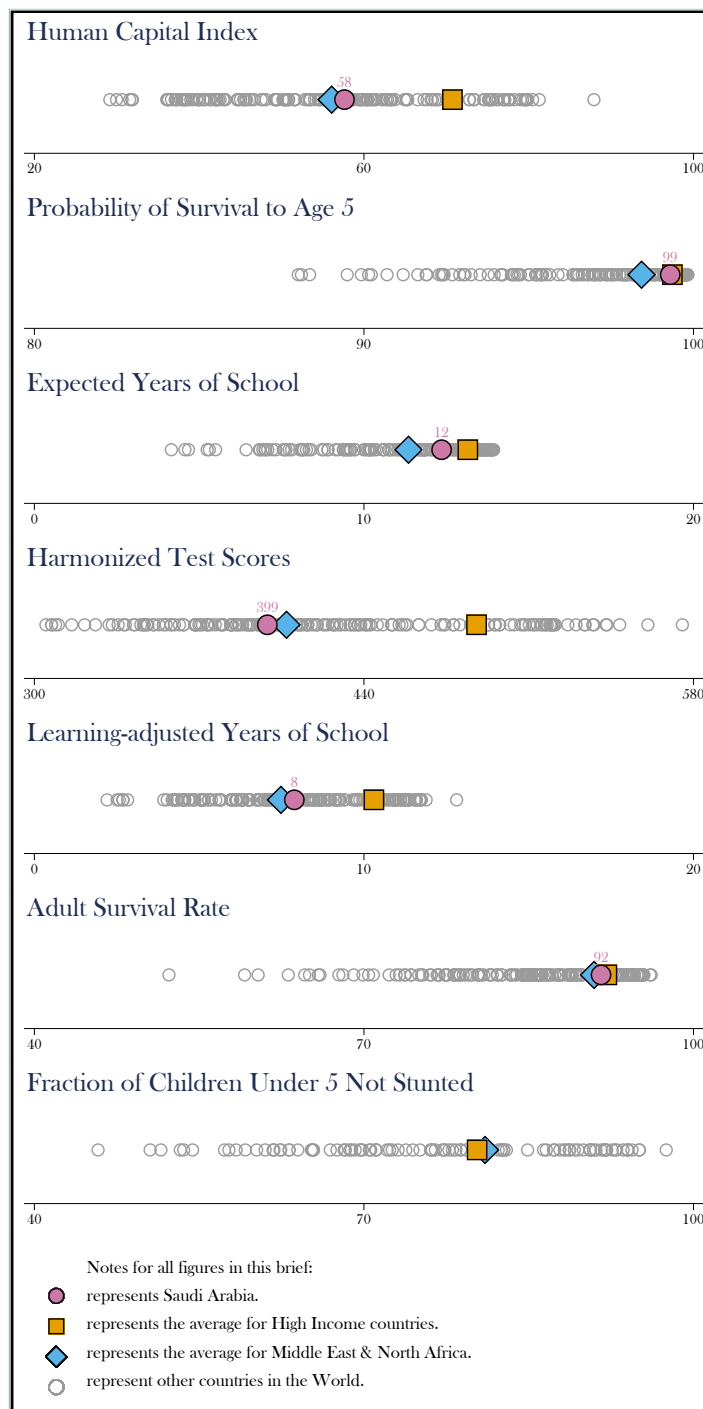 Human Capital Index
58
20 60 100
Probability of Survival to Age 5
99
80 90 100
Expected Years of School
12
0 10 20
Harmonized Test Scores
399
300 440 580
Learning-adjusted Years of School
8
0 10 20
Adult Survival Rate
92
40 70 100
Fraction of Children Under 5 Not Stunted
40 70 100
Notes for all figures in this brief:
represents Saudi Arabia.
represents the average for High Income countries.
represents the average for Middle East & North Africa.
represent other countries in the World.